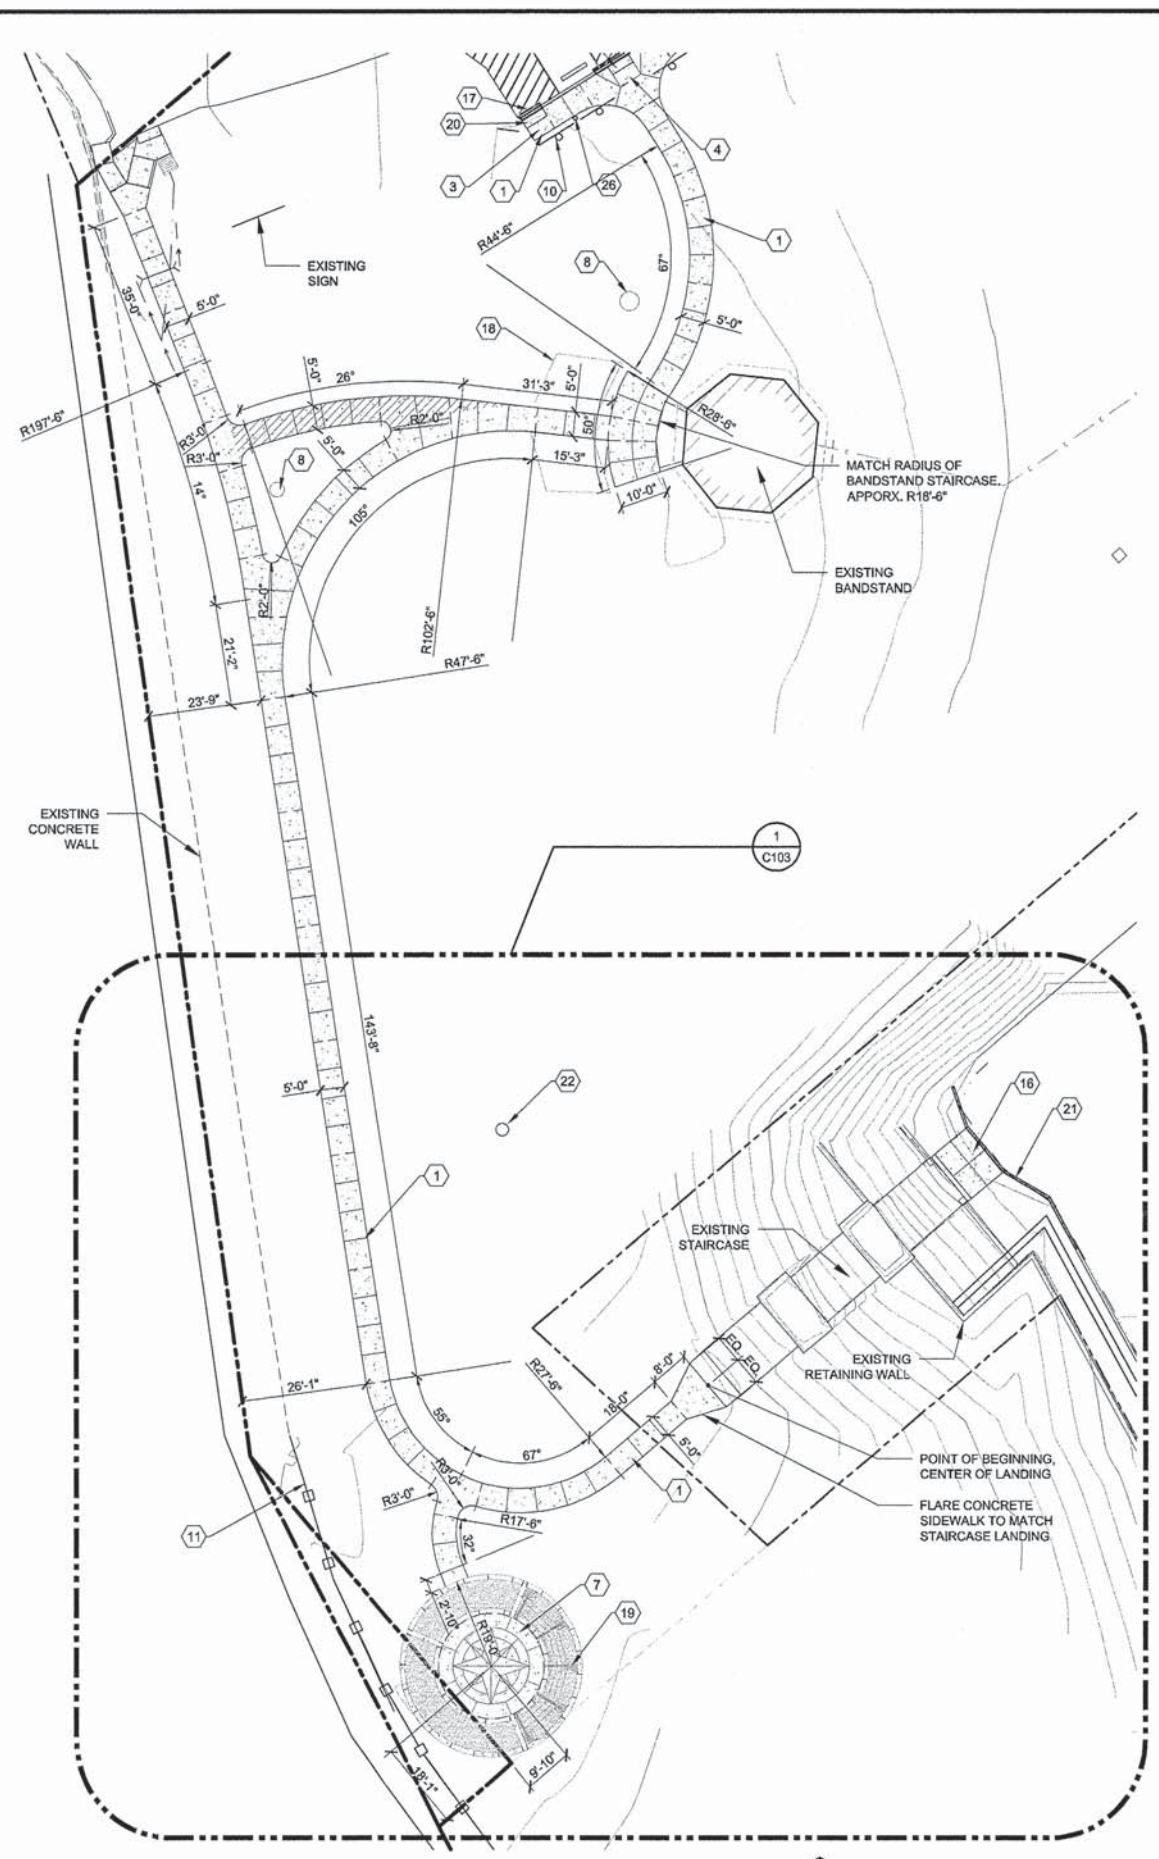 17
20
3
1
10
26
4
R44'-6"
8
67°
1
EXISTING
SIGN
35'-0"
5'-0"
5'-0"
18
5'-0"
26°
31'-3"
5'-0"
R197'-6"
R3'-0"
R3'-0"
R2'-0"
50°
R28'-6"
5'-0"
8
15'-3"
10'-0"
MATCH RADIUS OF
BANDSTAND STAIRCASE.
APPORX. R18'-6"
14°
105°
EXISTING
BANDSTAND
R2'-0"
21'-2"
R102'-6"
R47'-6"
23'-9"
EXISTING
CONCRETE
WALL
1
C103
143'-8"
5'-0"
22
16
21
1
EXISTING
STAIRCASE
EQ.
EQ.
8'-0"
EXISTING
RETAINING WALL
26'-1"
R27'-6"
18'-0"
55°
67°
5'-0"
POINT OF BEGINNING,
CENTER OF LANDING
R3'-0"
R3'-0"
1
FLARE CONCRETE
SIDEWALK TO MATCH
STAIRCASE LANDING
11
R17'-6"
32°
7
2'-10"
19
R19'-0"
9'-10"
18'-1"